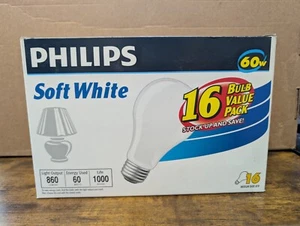 PHILIPS
60w
Soft White
16
BULB
VALUE
PACK
STOCK UP AND SAVE!
Light Output
Energy Used
Life
860
60
1000
16